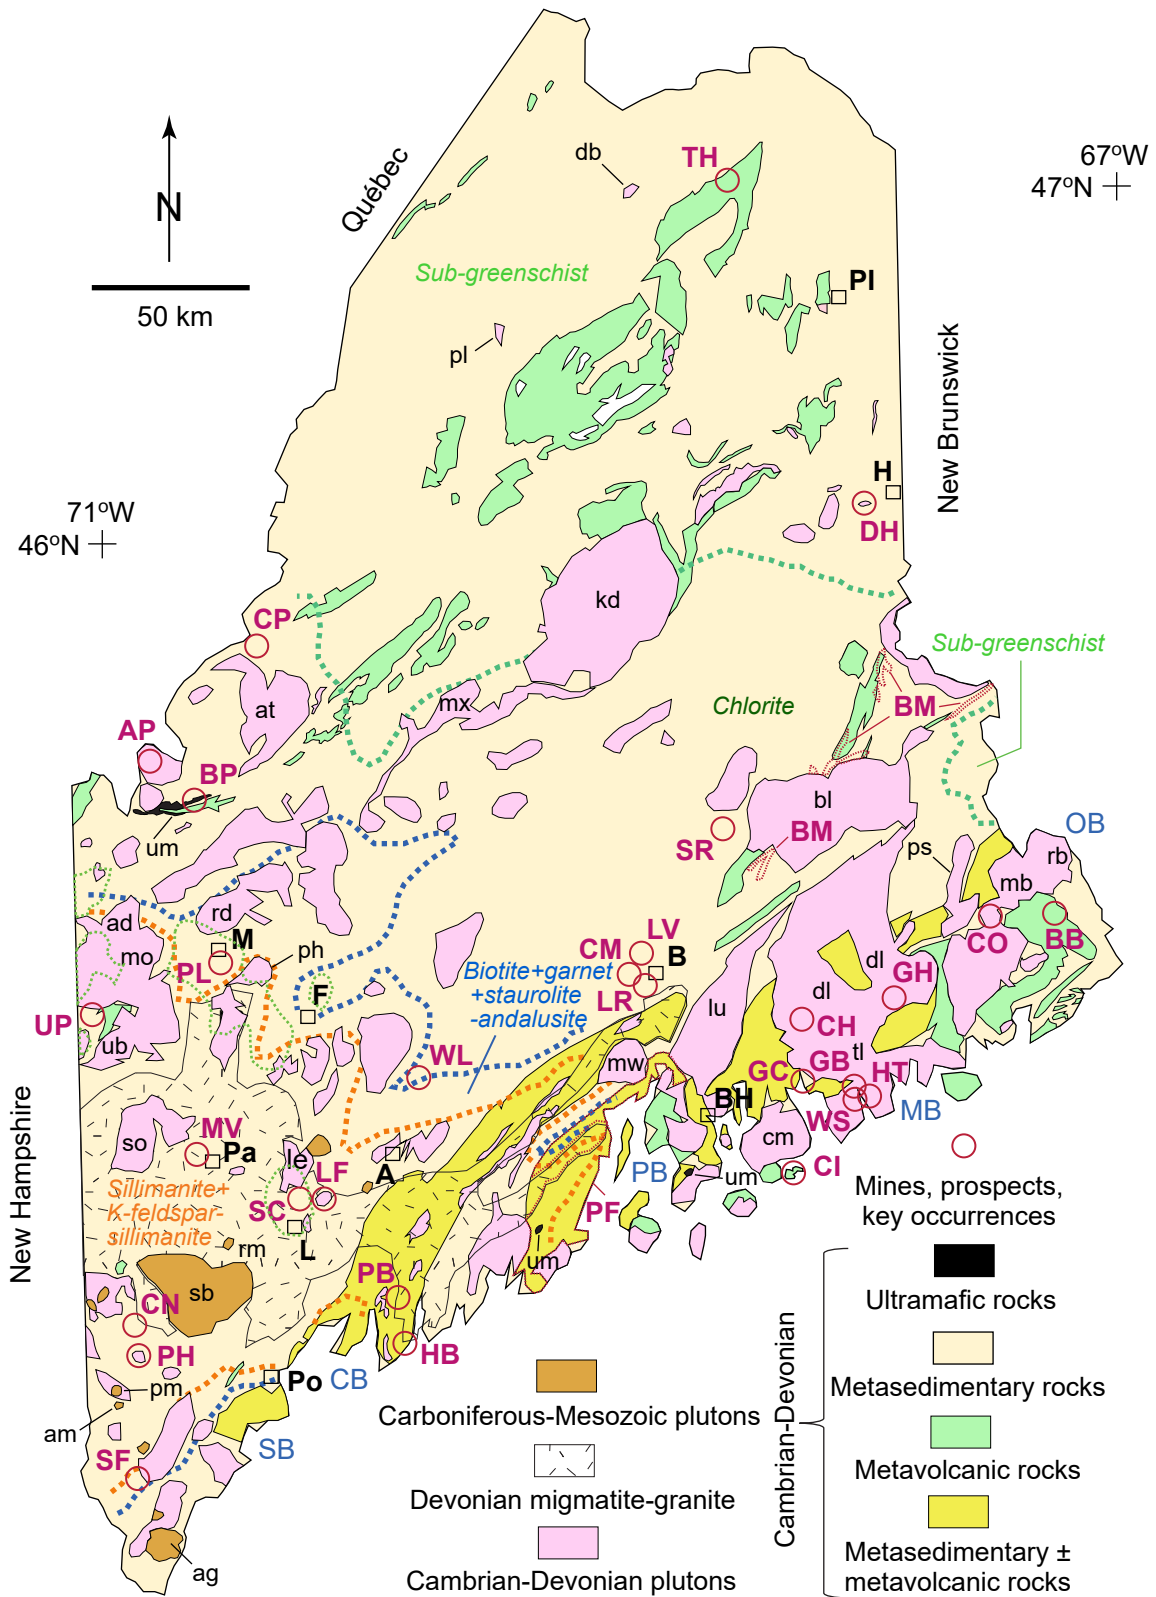 67°W
47°N
N
50 km
Québec
db
TH
Sub-greenschist
PI
pl
New Brunswick
H
DH
71°W
46°N
kd
CP
Sub-greenschist
at
mx
Chlorite
BM
AP
BP
um
bl
SR
BM
OB
ps
rb
mb
rd
ad
M
mo
PL
ph
F
LV
CM
B
LR
Biotite+garnet
+staurolite
-andalusite
dl
GH
CO
BB
dl
lu
CH
UP
ub
WL
mw
GC
GB
tl
HT
WS
MB
BH
New Hampshire
so
MV
Pa
le
A
cm
CI
PB
um
Mines, prospects,
key occurrences
Sillimanite+
K-feldspar-
sillimanite
SC
LF
L
rm
PF
um
sb
PB
HB
CN
PH
pm
am
Po
CB
SB
SF
ag
Carboniferous-Mesozoic plutons
Devonian migmatite-granite
Cambrian-Devonian plutons
Cambrian-Devonian
Ultramafic rocks
Metasedimentary rocks
Metavolcanic rocks
Metasedimentary ±
metavolcanic rocks